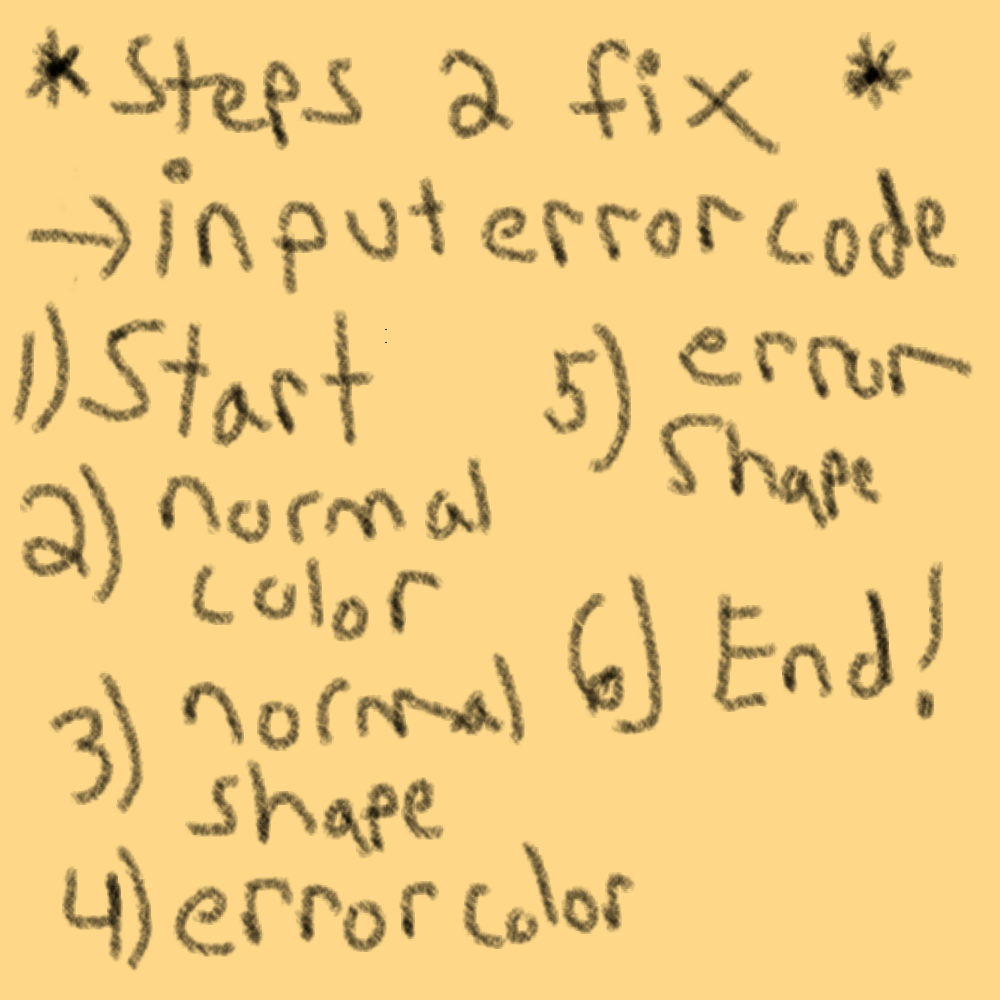 *Steps 2 fix *
→input error code
1) Start
2) normal
color
3) normal
shape
4) error color
5) error
shape
6) End!